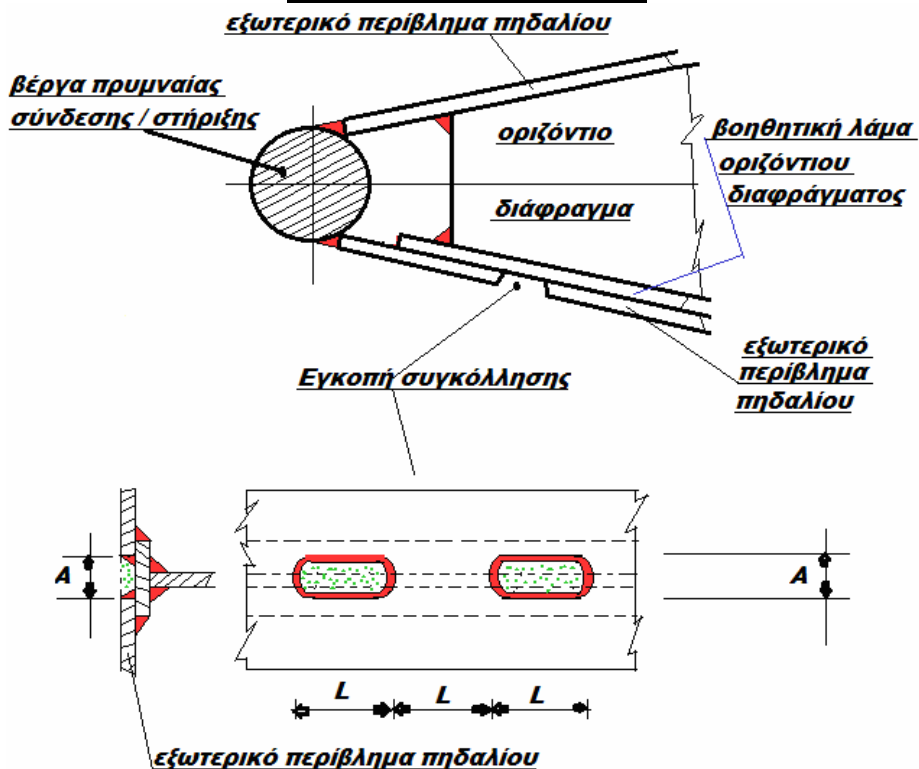 εξωτερικό περίβλημα πηδαλίου
βέργα πρυμναίας
σύνδεσης / στήριξης
οριζόντιο
διάφραγμα
βοηθητική λάμα
οριζόντιου
διαφράγματος
εξωτερικό
περίβλημα
πηδαλίου
Εγκοπή συγκόλλησης
A
A
L
L
L
εξωτερικό περίβλημα πηδαλίου